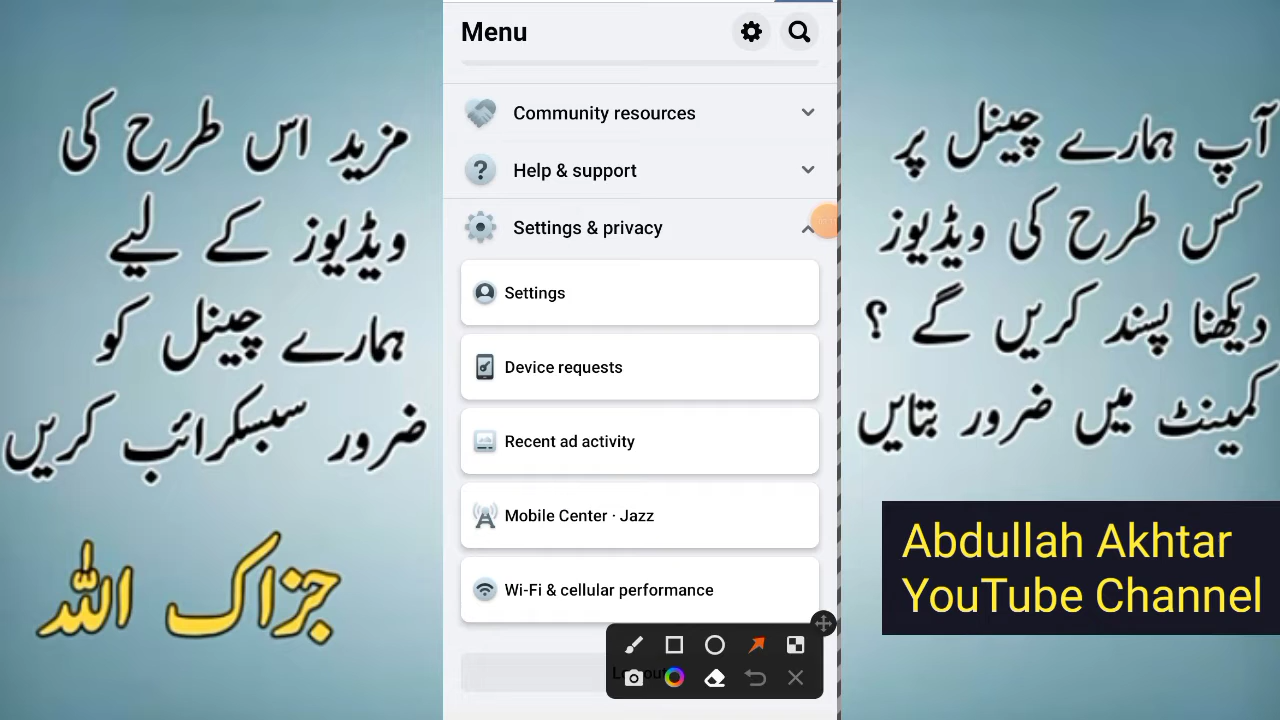 مزید اس طرح کی
ویڈیوز کے لیے
ہمارے چینل کو
ضرور سبسکرائب کریں
جزاک اللہ
Menu
Community resources
Help & support
Settings & privacy
Settings
Device requests
Recent ad activity
Mobile Center · Jazz
Wi-Fi & cellular performance
آپ ہمارے چینل پر
کس طرح کی ویڈیوز
دیکھنا پسند کریں گے ؟
کمینٹ میں ضرور بتایں
Abdullah Akhtar
YouTube Channel